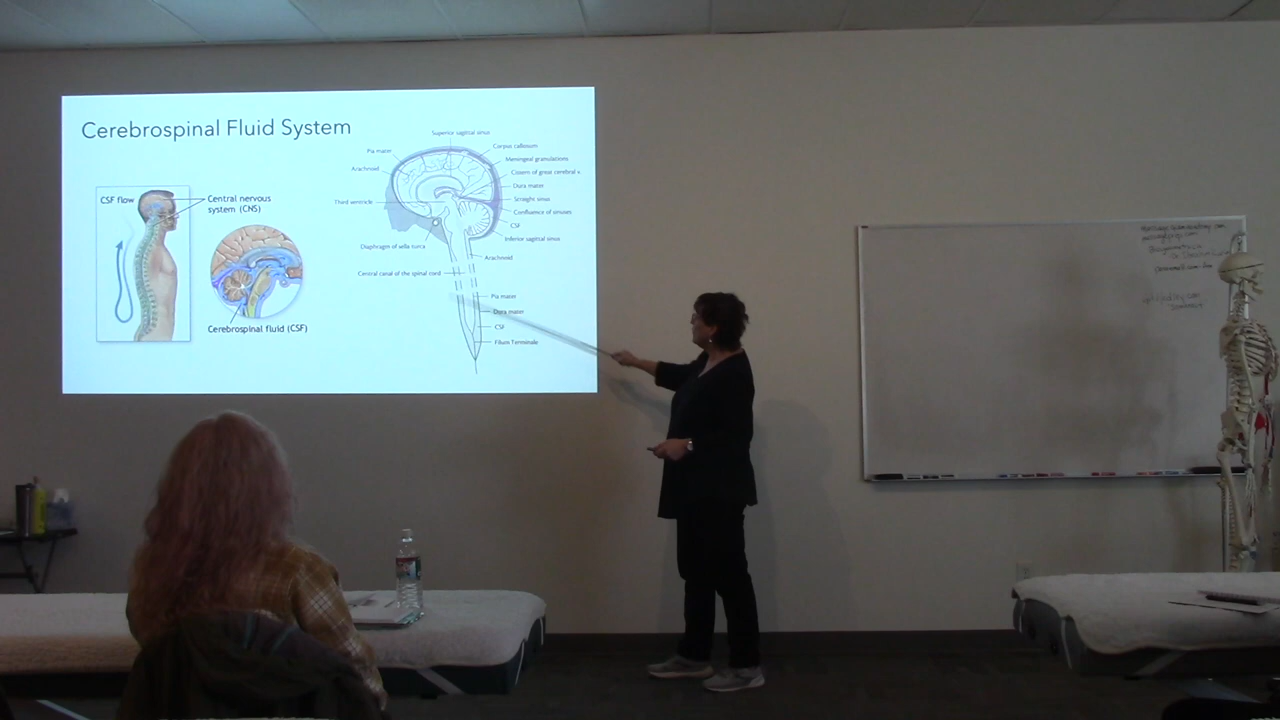 Cerebrospinal Fluid System
CSF flow
Central nervous
system (CNS)
Cerebrospinal fluid (CSF)
Superior sagittal sinus
Pia mater
Arachnoid
Third ventricle
Diaphragm of sella turca
Central canal of the spinal cord
Corpus callosum
Meningeal granulations
Cistern of great cerebral v.
Dura mater
Straight sinus
Confluence of sinuses
CSF
Inferior sagittal sinus
Arachnoid
Pia mater
Dura mater
CSF
Filum Terminale